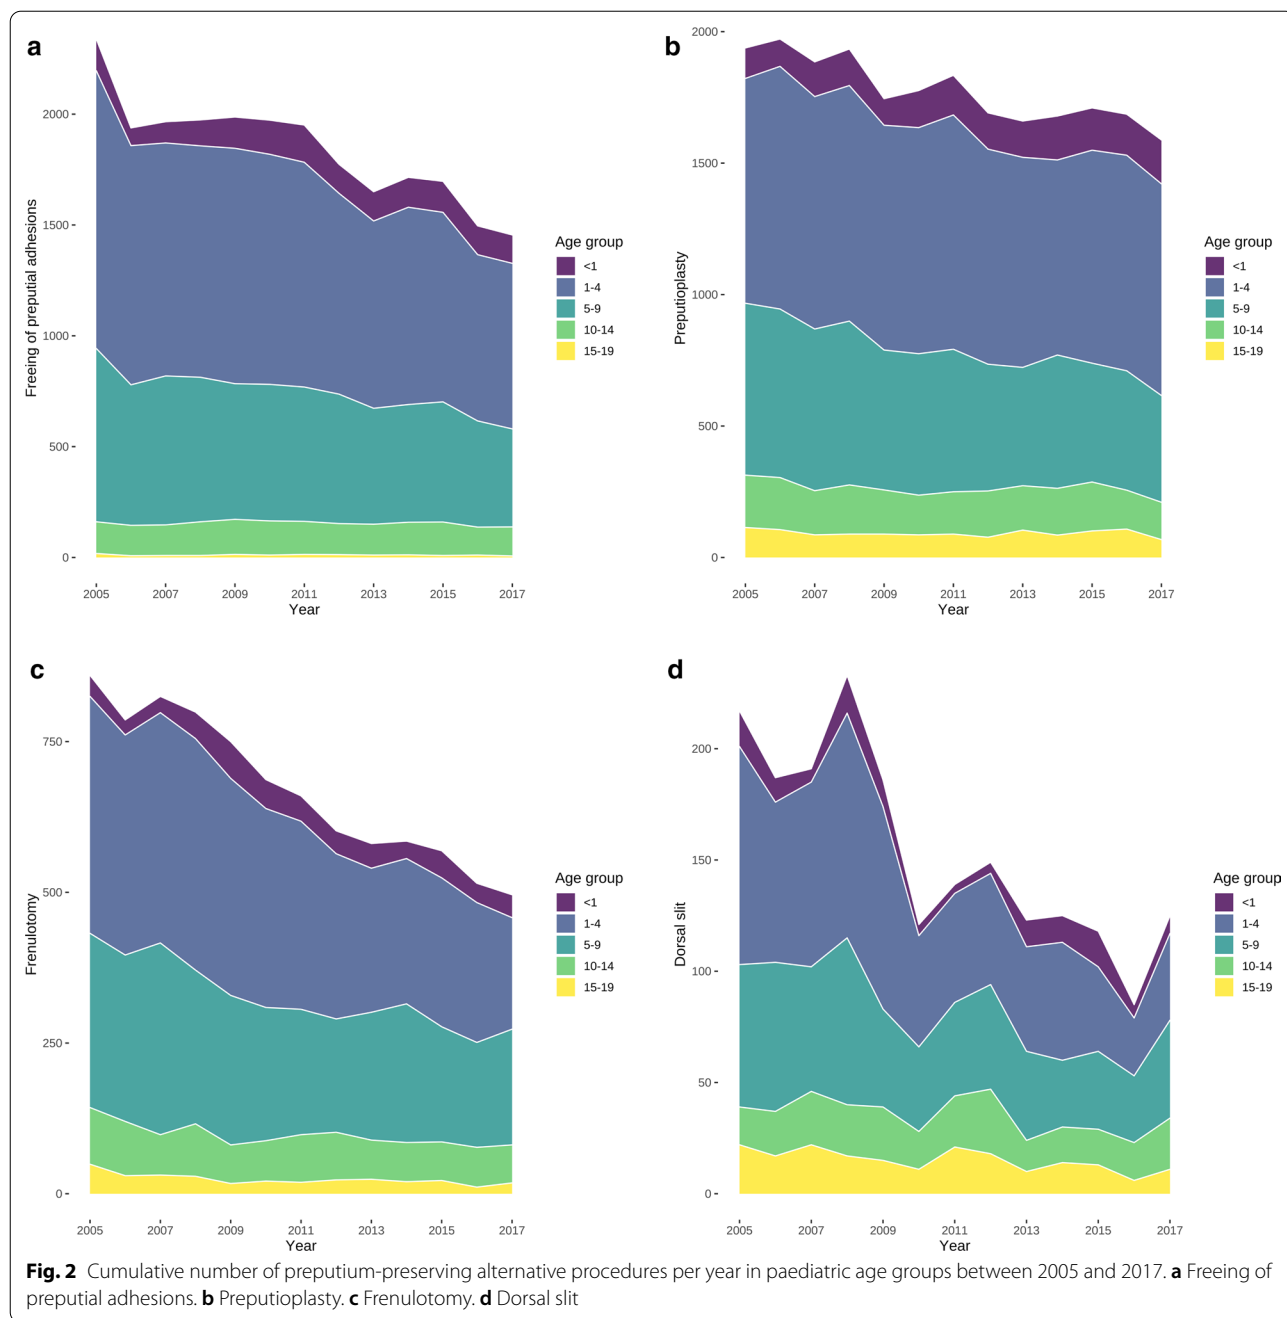 a
2000
1500
1000
500
0
Freeing of preputial adhesions
2005 2007 2009 2011 2013 2015 2017
Year
Age group
<1
1-4
5-9
10-14
15-19
b
2000
1500
1000
500
0
Preputioplasty
2005 2007 2009 2011 2013 2015 2017
Year
Age group
<1
1-4
5-9
10-14
15-19
c
750
500
250
0
Frenulotomy
2005 2007 2009 2011 2013 2015 2017
Year
Age group
<1
1-4
5-9
10-14
15-19
d
200
150
100
50
0
Dorsal slit
2005 2007 2009 2011 2013 2015 2017
Year
Age group
<1
1-4
5-9
10-14
15-19
Fig. 2 Cumulative number of preputium-preserving alternative procedures per year in paediatric age groups between 2005 and 2017. a Freeing of
preputial adhesions. b Preputioplasty. c Frenulotomy. d Dorsal slit